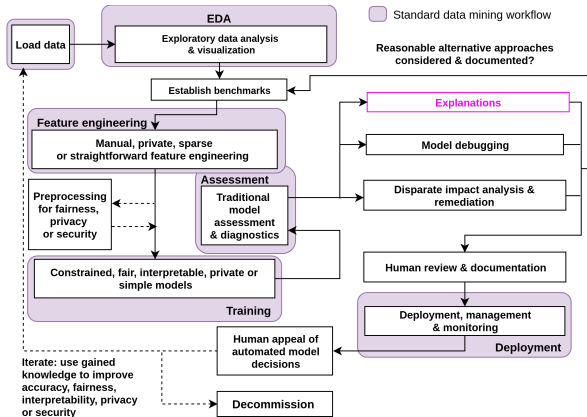 EDA
Standard data mining workflow
Load data
Exploratory data analysis
& visualization
Reasonable alternative approaches
considered & documented?
Establish benchmarks
Explanations
Feature engineering
Manual, private, sparse
or straightforward feature engineering
Model debugging
Assessment
Preprocessing
for fairness,
privacy
or security
Traditional
model
assessment
& diagnostics
Disparate impact analysis &
remediation
Constrained, fair, interpretable, private or
simple models
Training
Human review & documentation
Deployment, management
& monitoring
Deployment
Human appeal of
automated model
decisions
Iterate: use gained
knowledge to improve
accuracy, fairness,
interpretability, privacy
or security
Decommission